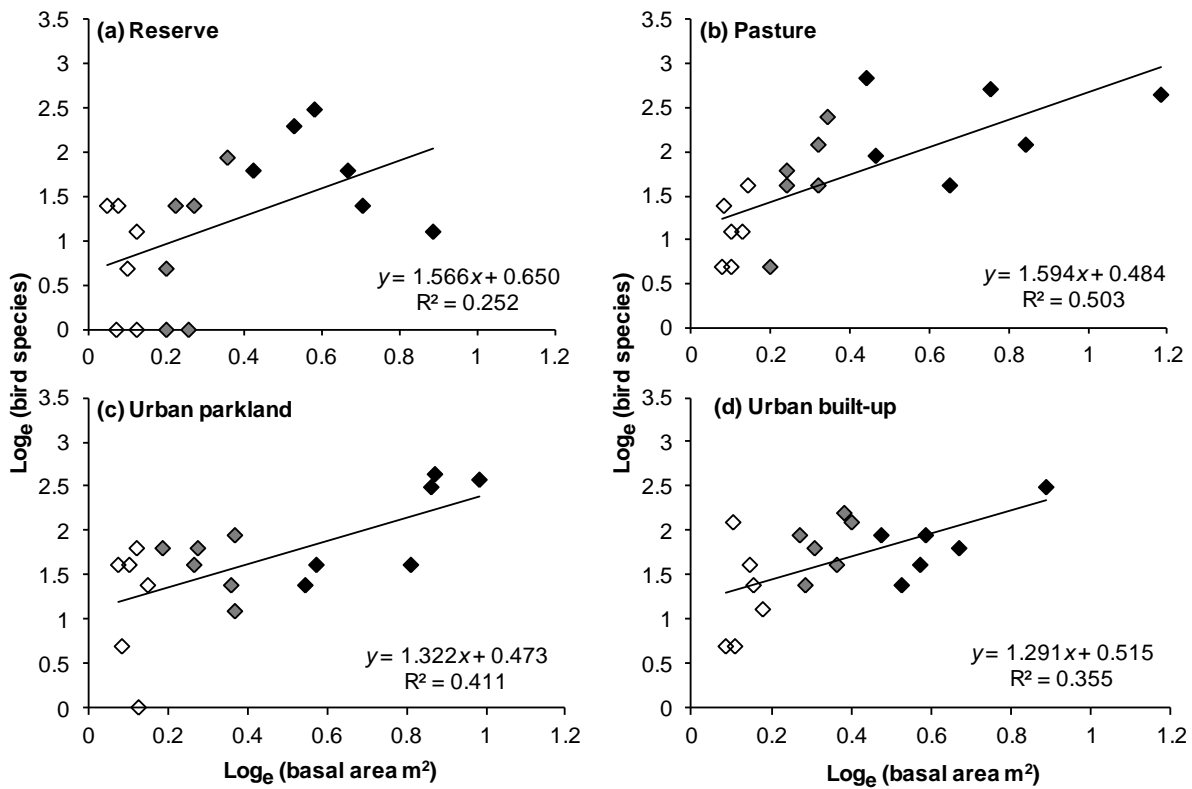 (a) Reserve
3.5
3
2.5
2
1.5
1
0.5
0
0 0.2 0.4 0.6 0.8 1 1.2
y = 1.566x + 0.650
R² = 0.252
(b) Pasture
3.5
3
2.5
2
1.5
1
0.5
0
0 0.2 0.4 0.6 0.8 1 1.2
y = 1.594x + 0.484
R² = 0.503
Logₑ (bird species)
Logₑ (bird species)
(c) Urban parkland
3.5
3
2.5
2
1.5
1
0.5
0
0 0.2 0.4 0.6 0.8 1 1.2
y = 1.322x + 0.473
R² = 0.411
Logₑ (basal area m²)
(d) Urban built-up
3.5
3
2.5
2
1.5
1
0.5
0
0 0.2 0.4 0.6 0.8 1 1.2
y = 1.291x + 0.515
R² = 0.355
Logₑ (basal area m²)